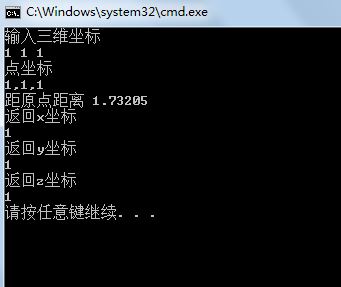 C:\Windows\system32\cmd.exe
输入三维坐标
1 1 1
点坐标
1,1,1
距原点距离 1.73205
返回x坐标
1
返回y坐标
1
返回z坐标
1
请按任意键继续. . .